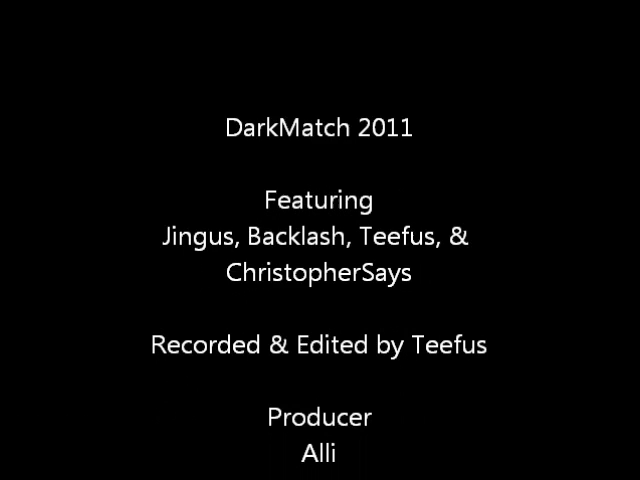 DarkMatch 2011
Featuring
Jingus, Backlash, Teefus, &
ChristopherSays
Recorded & Edited by Teefus
Producer
Alli